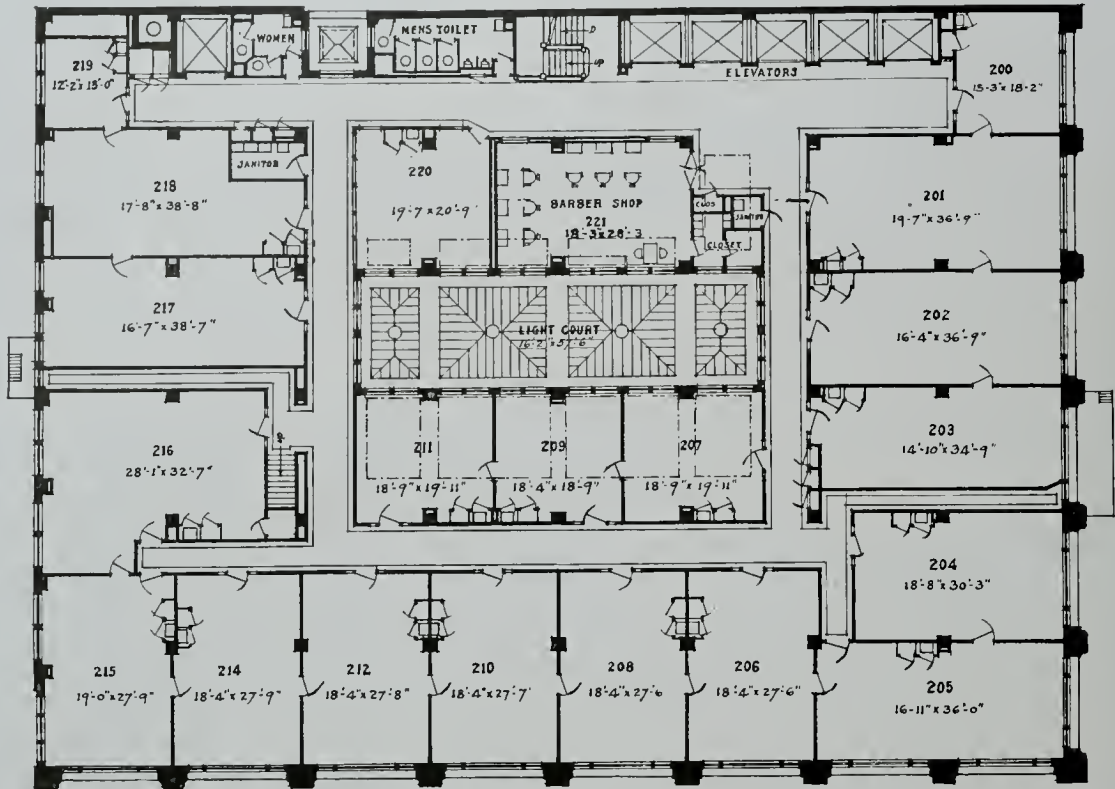 WOMEN
MENS TOILET
D
UP
ELEVATORS
219
12'-2" x 13'-0"
200
13'-3" x 18'-2"
JANITOR
218
17'-8" x 38'-8"
220
19'-7 x 20'-9"
BARBER SHOP
221
18'-3 x 28'-3
CLOS
JANITOR
CLOSET
201
19'-7" x 36'-9"
217
16'-7" x 38'-7"
LIGHT COURT
16'-2" x 57'-6"
202
16'-4" x 36'-9"
216
28'-1" x 32'-7"
UP
211
18'-9" x 19'-11"
209
18'-4" x 18'-9"
207
18'-9" x 19'-11"
203
14'-10" x 34'-9"
204
18'-8" x 30'-3"
215
19'-0" x 27'-9"
214
18'-4" x 27'-9"
212
18'-4" x 27'-8"
210
18'-4" x 27'-7'
208
18'-4" x 27'-6
206
18'-4" x 27'-6"
205
16'-11" x 36'-0"